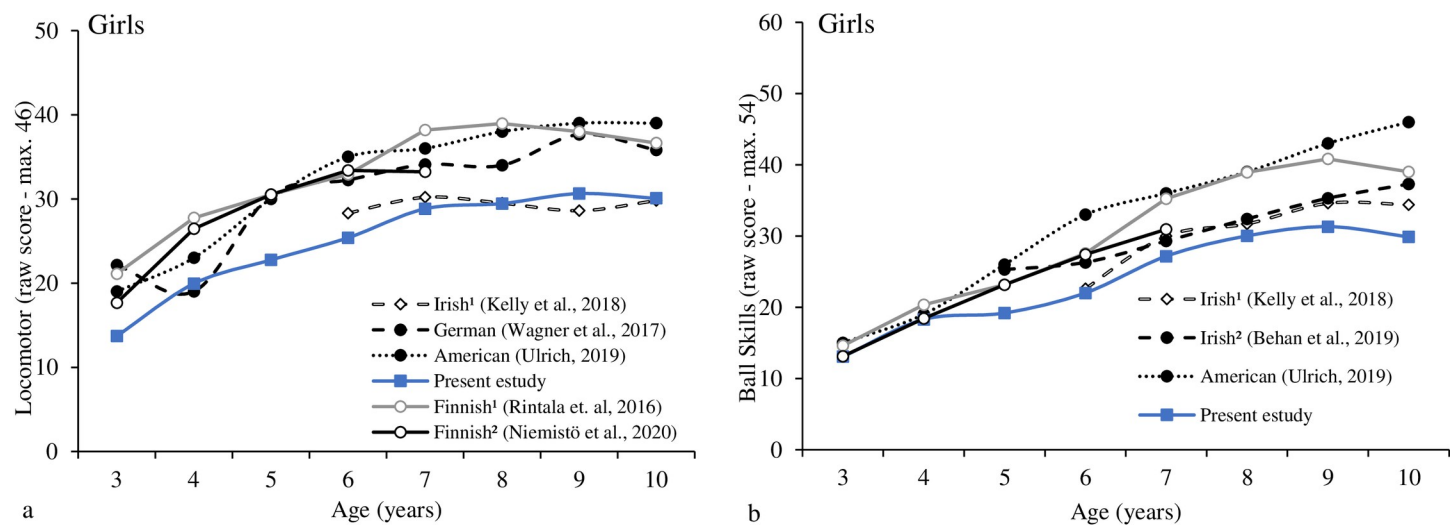 Girls
50
40
30
20
10
0
Locomotor (raw score - max. 46)
Irish¹ (Kelly et al., 2018)
German (Wagner et al., 2017)
American (Ulrich, 2019)
Present estudy
Finnish¹ (Rintala et. al, 2016)
Finnish² (Niemistö et al., 2020)
3 4 5 6 7 8 9 10
Age (years)
a
Girls
60
50
40
30
20
10
0
Ball Skills (raw score - max. 54)
Irish¹ (Kelly et al., 2018)
Irish² (Behan et al., 2019)
American (Ulrich, 2019)
Present estudy
3 4 5 6 7 8 9 10
Age (years)
b